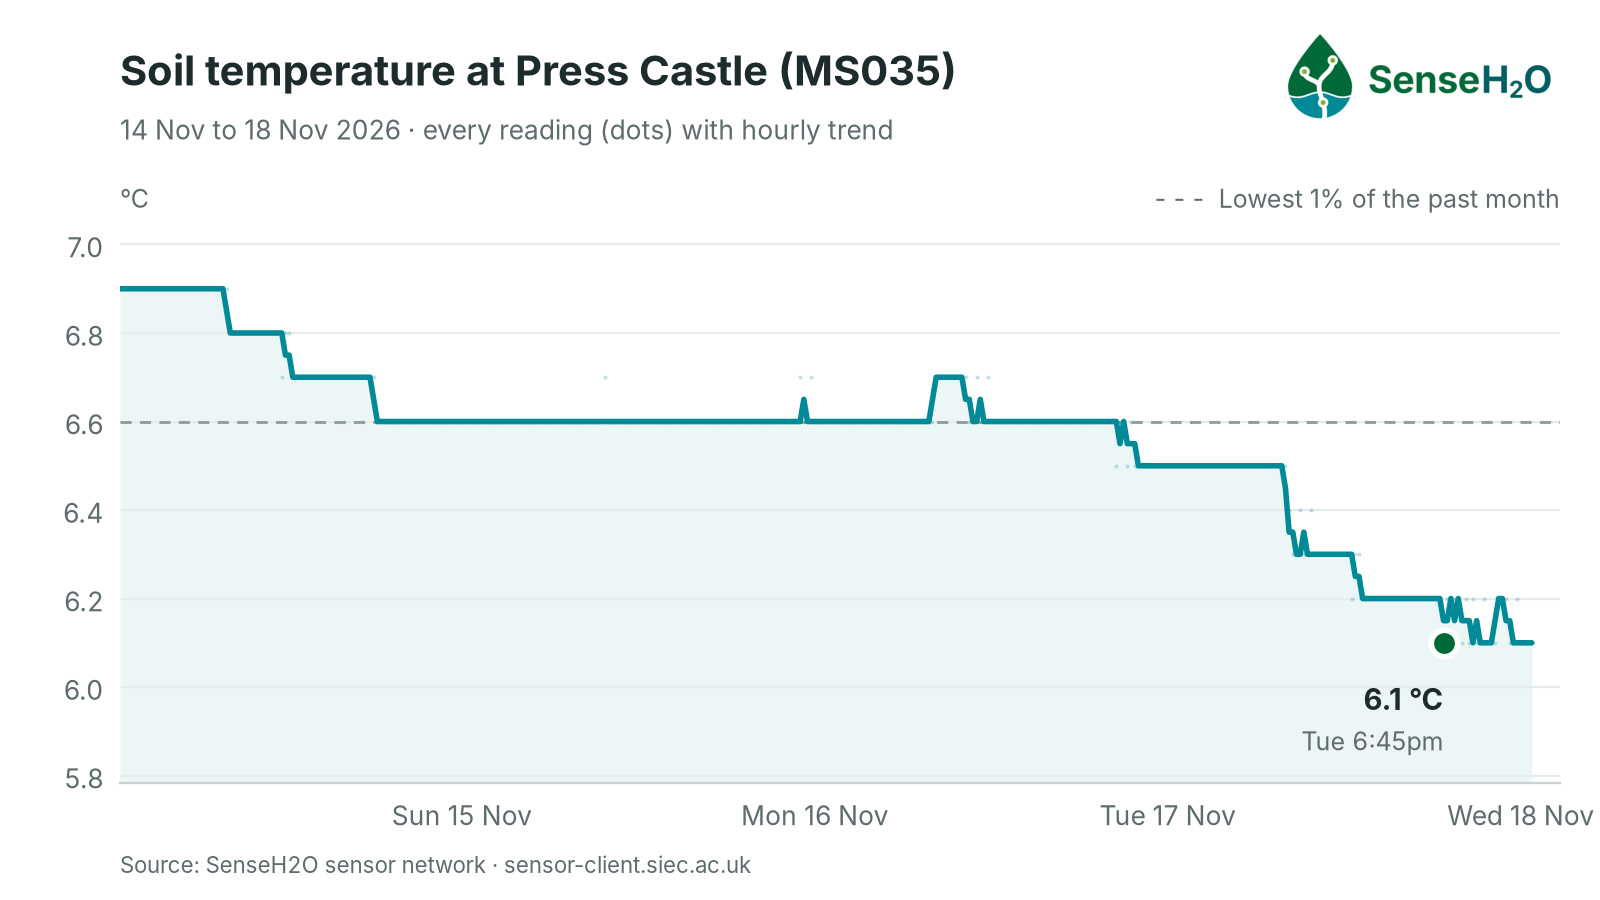 Soil temperature at Press Castle (MS035)
SenseH₂O
14 Nov to 18 Nov 2026 · every reading (dots) with hourly trend
°C
--- Lowest 1% of the past month
7.0
6.8
6.6
6.4
6.2
6.0
5.8
6.1 °C
Tue 6:45pm
Sun 15 Nov
Mon 16 Nov
Tue 17 Nov
Wed 18 Nov
Source: SenseH2O sensor network · sensor-client.siec.ac.uk